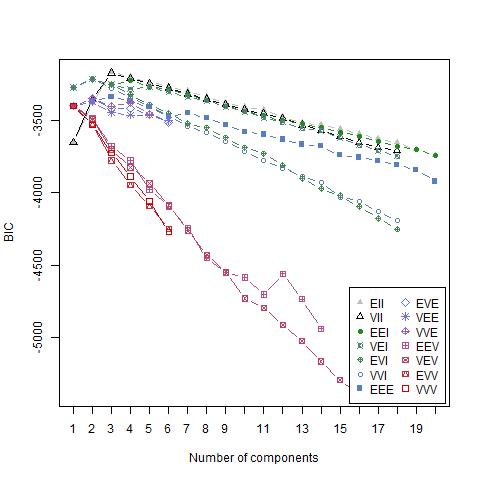 -3500
-4000
-4500
-5000
BIC
EII EVE
VII VEE
EEI VVE
VEI EEV
EVI VEV
VVI EVV
EEE VVV
1 2 3 4 5 6 7 8 9 11 13 15 17 19
Number of components